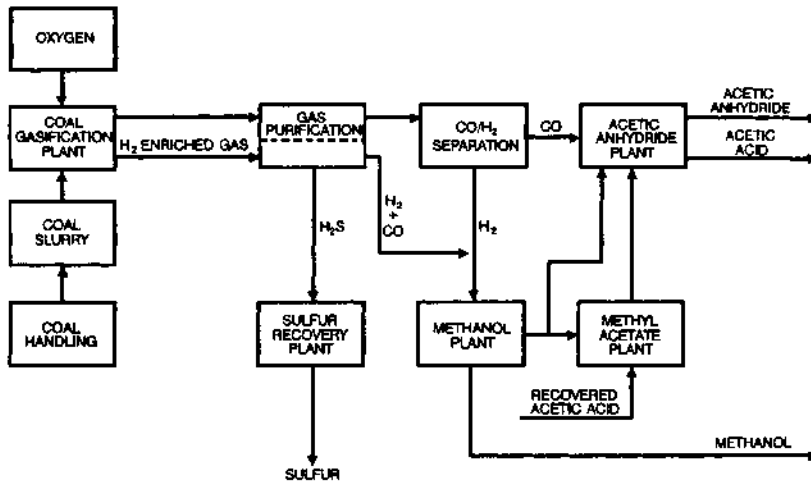 OXYGEN
COAL
GASIFICATION
PLANT
H₂ ENRICHED GAS
GAS
PURIFICATION
CO/H₂
SEPARATION
CO
ACETIC
ANHYDRIDE
PLANT
ACETIC
ANHYDRIDE
ACETIC
ACID
COAL
SLURRY
H₂S
H₂
+
CO
H₂
COAL
HANDLING
SULFUR
RECOVERY
PLANT
METHANOL
PLANT
METHYL
ACETATE
PLANT
RECOVERED
ACETIC ACID
METHANOL
SULFUR